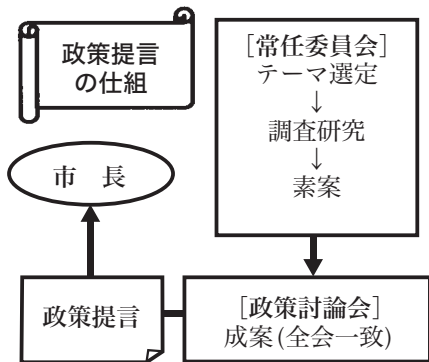 政策提言
の仕組
［常任委員会］
テーマ選定
↓
調査研究
↓
素案
市　長
政策提言
［政策討論会］
成案(全会一致)